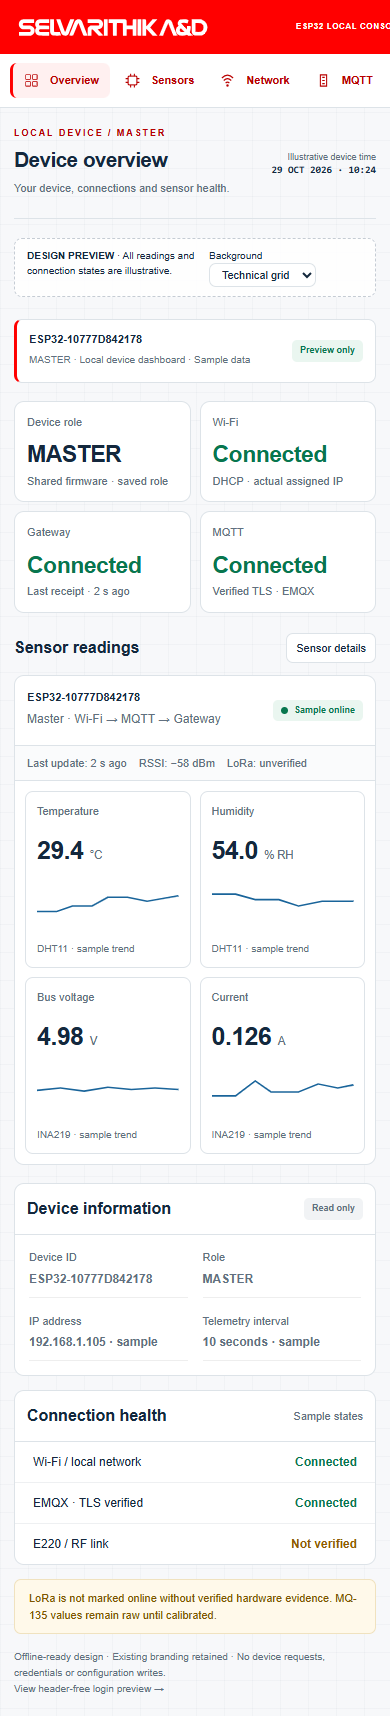 SELVARITHIK A&D
ESP32 LOCAL CONSO
Overview
Sensors
Network
MQTT
LOCAL DEVICE / MASTER
Device overview
Your device, connections and sensor health.
Illustrative device time
29 OCT 2026 · 10:24
DESIGN PREVIEW · All readings and
connection states are illustrative.
Background
Technical grid
ESP32-10777D842178
MASTER · Local device dashboard · Sample data
Preview only
Device role
MASTER
Shared firmware · saved role
Wi-Fi
Connected
DHCP · actual assigned IP
Gateway
Connected
Last receipt · 2 s ago
MQTT
Connected
Verified TLS · EMQX
Sensor readings
Sensor details
ESP32-10777D842178
Master · Wi-Fi → MQTT → Gateway
Sample online
Last update: 2 s ago RSSI: −58 dBm LoRa: unverified
Temperature
29.4 °C
DHT11 · sample trend
Humidity
54.0 % RH
DHT11 · sample trend
Bus voltage
4.98 V
INA219 · sample trend
Current
0.126 A
INA219 · sample trend
Device information
Read only
Device ID
ESP32-10777D842178
Role
MASTER
IP address
192.168.1.105 · sample
Telemetry interval
10 seconds · sample
Connection health
Sample states
Wi-Fi / local network
Connected
EMQX · TLS verified
Connected
E220 / RF link
Not verified
LoRa is not marked online without verified hardware evidence. MQ-
135 values remain raw until calibrated.
Offline-ready design · Existing branding retained · No device requests,
credentials or configuration writes.
View header-free login preview →